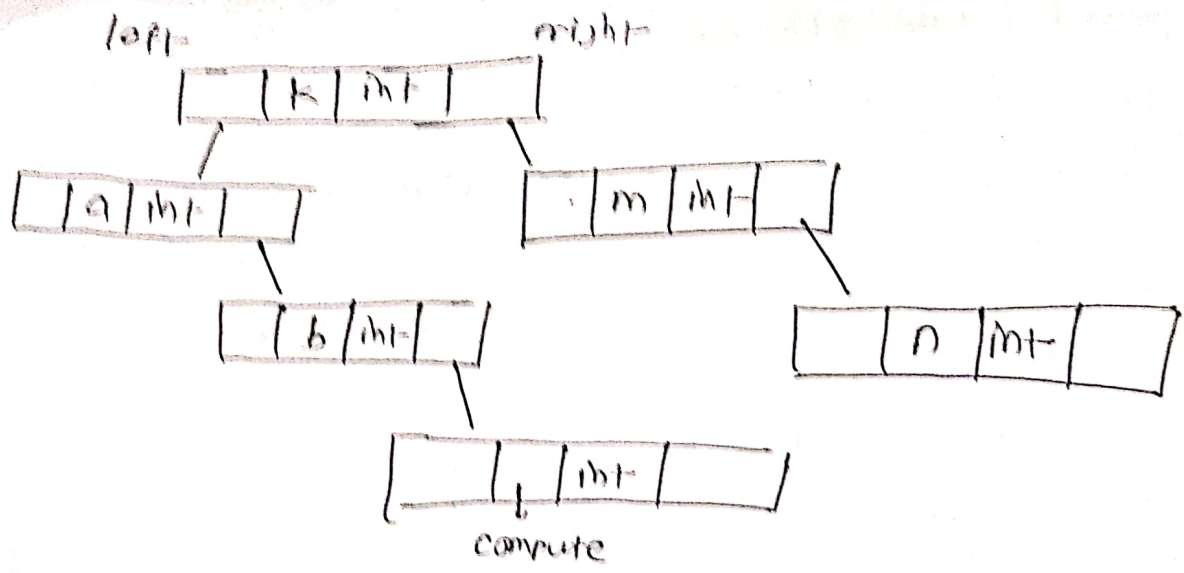 left right
k int
a int
m int
b int
n int
int
compute